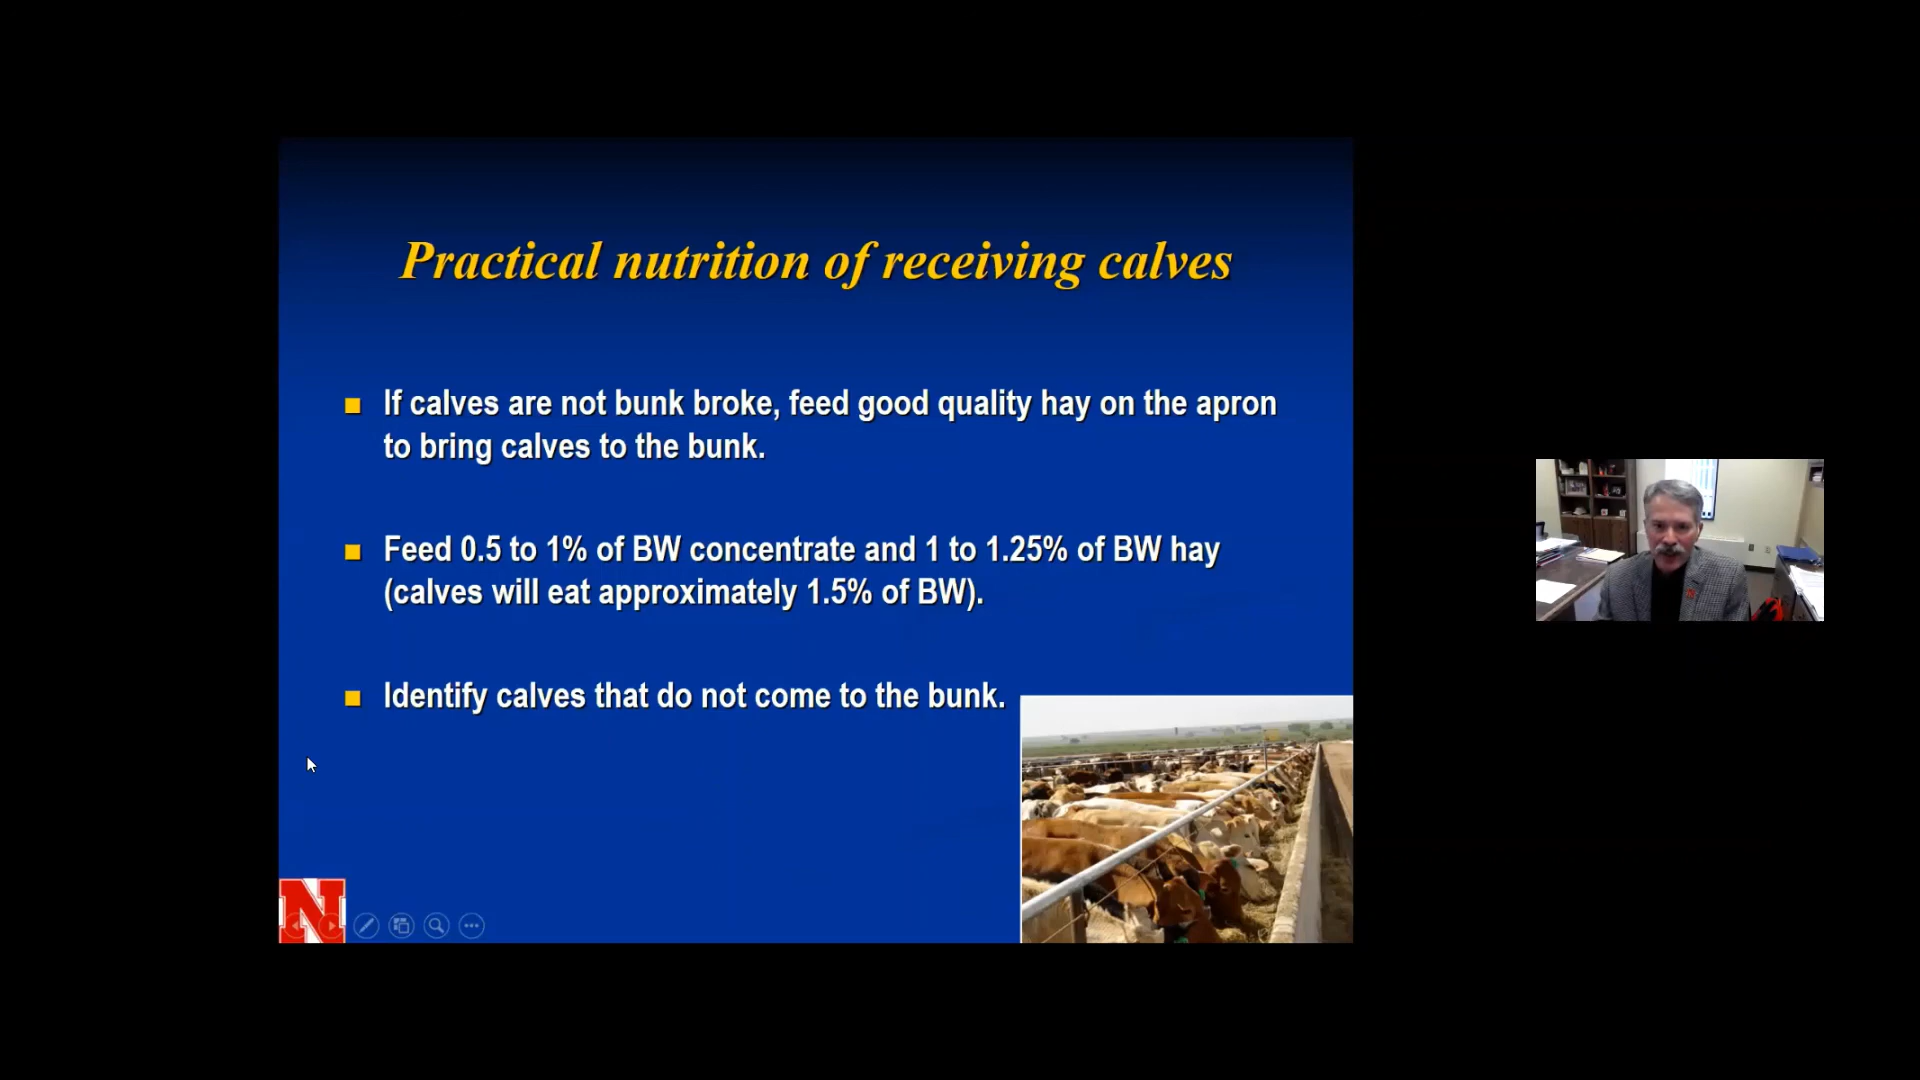 Practical nutrition of receiving calves
If calves are not bunk broke, feed good quality hay on the apron
to bring calves to the bunk.
Feed 0.5 to 1% of BW concentrate and 1 to 1.25% of BW hay
(calves will eat approximately 1.5% of BW).
Identify calves that do not come to the bunk.
N